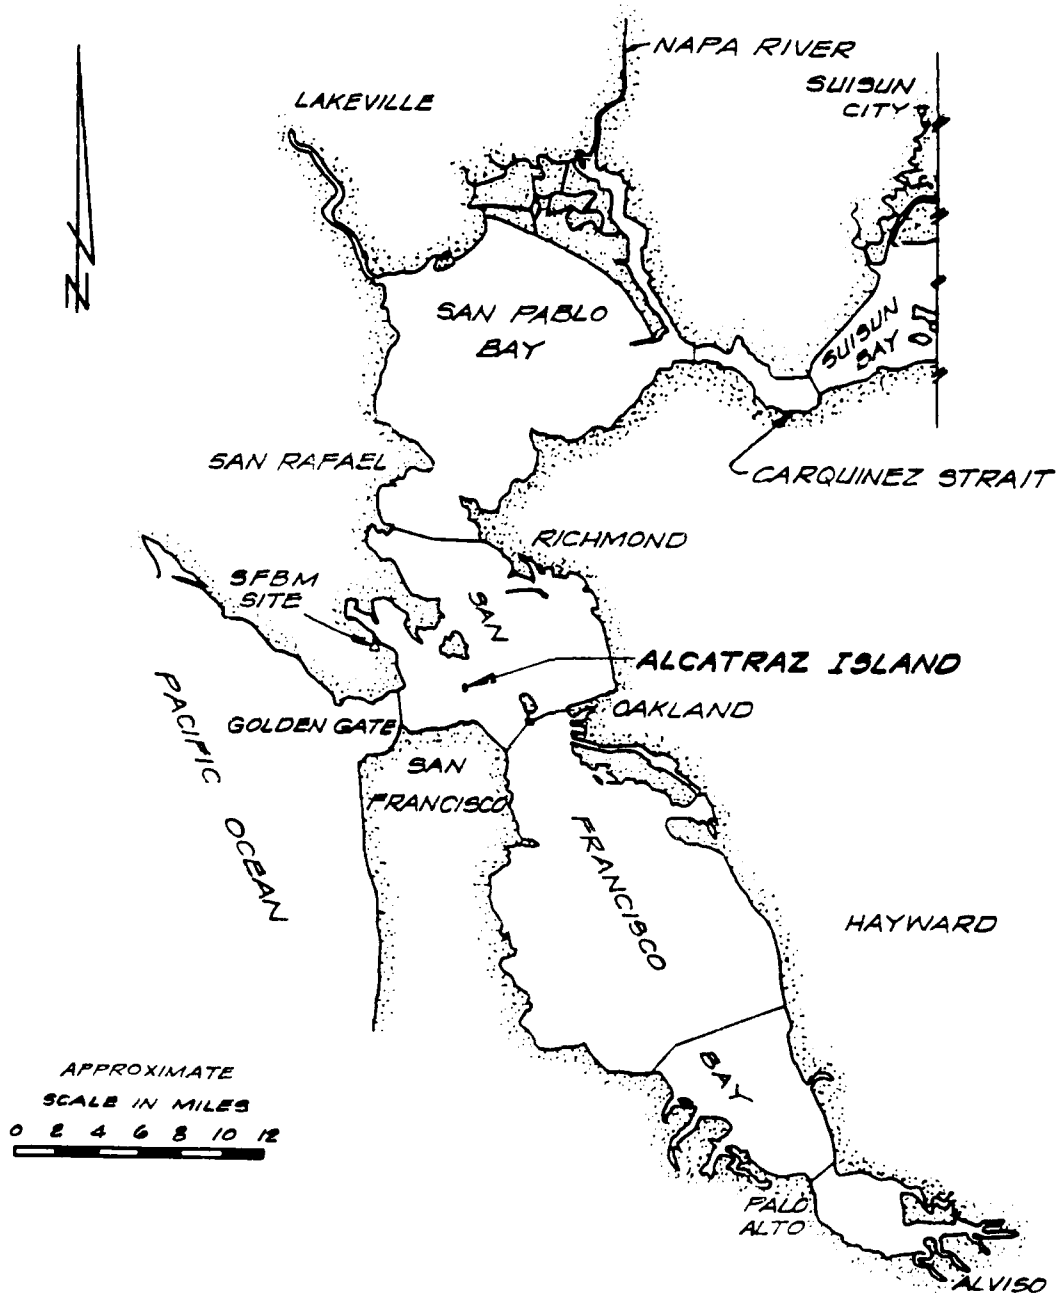 NAPA RIVER
SUISUN
CITY
LAKEVILLE
N
SAN PABLO
BAY
SUISUN
BAY
SAN RAFAEL
CARQUINEZ STRAIT
RICHMOND
SFBM
SITE
SAN
ALCATRAZ ISLAND
PACIFIC OCEAN
OAKLAND
GOLDEN GATE
SAN
FRANCISCO
FRANCISCO
HAYWARD
BAY
APPROXIMATE
SCALE IN MILES
0 2 4 6 8 10 12
PALO
ALTO
ALVISO